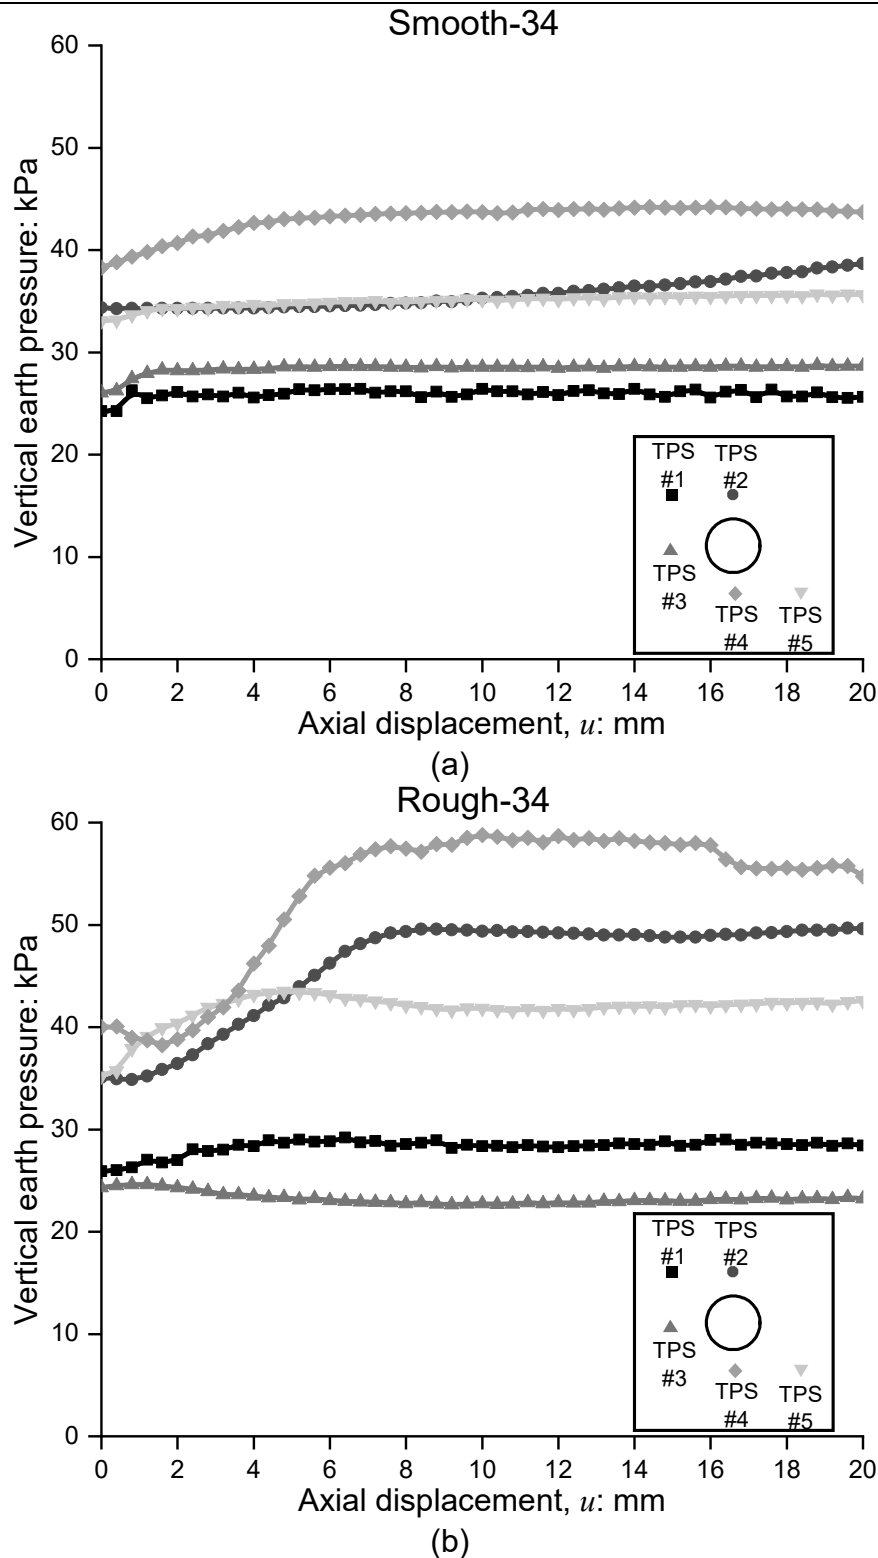 Smooth-34
60
50
40
30
20
10
0
Vertical earth pressure: kPa
TPS TPS
#1 #2
TPS
#3
TPS TPS
#4 #5
0 2 4 6 8 10 12 14 16 18 20
Axial displacement, u: mm
(a)
Rough-34
60
50
40
30
20
10
0
Vertical earth pressure: kPa
TPS TPS
#1 #2
TPS
#3
TPS TPS
#4 #5
0 2 4 6 8 10 12 14 16 18 20
Axial displacement, u: mm
(b)